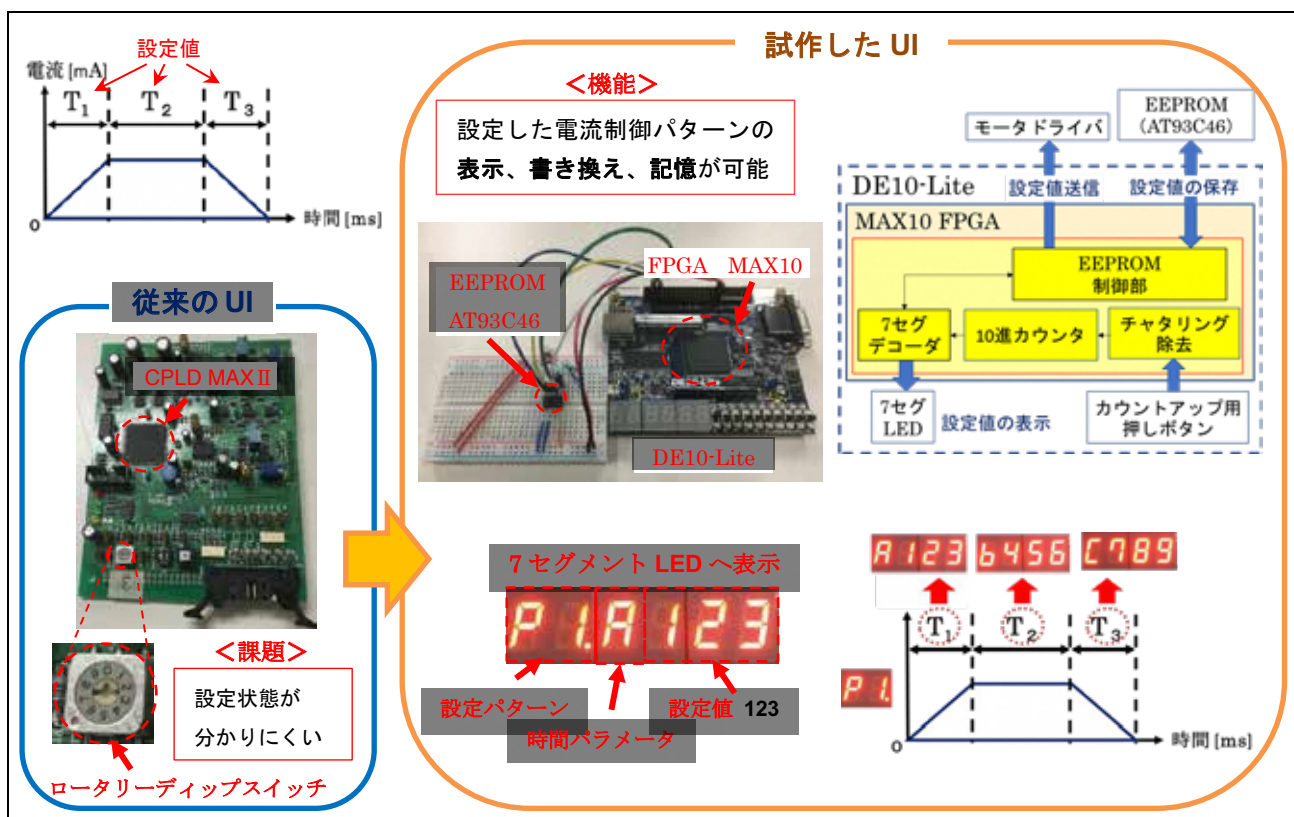 設定値
電流[mA]
T₁ T₂ T₃
0
時間[ms]
従来の UI
CPLD MAXⅡ
＜課題＞
設定状態が
分かりにくい
ロータリーディップスイッチ
試作した UI
＜機能＞
設定した電流制御パターンの
表示、書き換え、記憶が可能
EEPROM
AT93C46
FPGA MAX10
DE10-Lite
モータドライバ
EEPROM
(AT93C46)
DE10-Lite
設定値送信
設定値の保存
MAX10 FPGA
EEPROM
制御部
7セグ
デコーダ
10進カウンタ
チャタリング
除去
7セグ
LED
設定値の表示
カウントアップ用
押しボタン
７セグメント LED へ表示
P1.A123
設定パターン
時間パラメータ
設定値 123
A123 b456 C789
T₁ T₂ T₃
P1.
0
時間[ms]